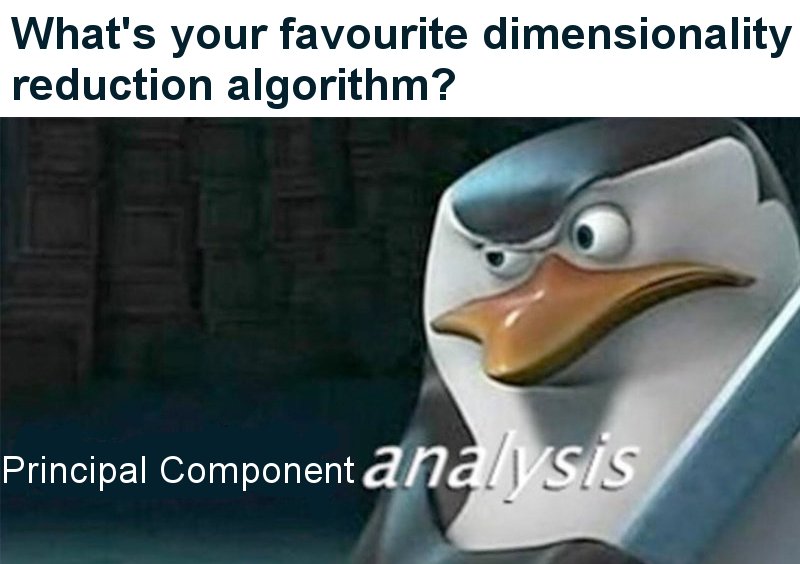 What's your favourite dimensionality
reduction algorithm?
Principal Component analysis